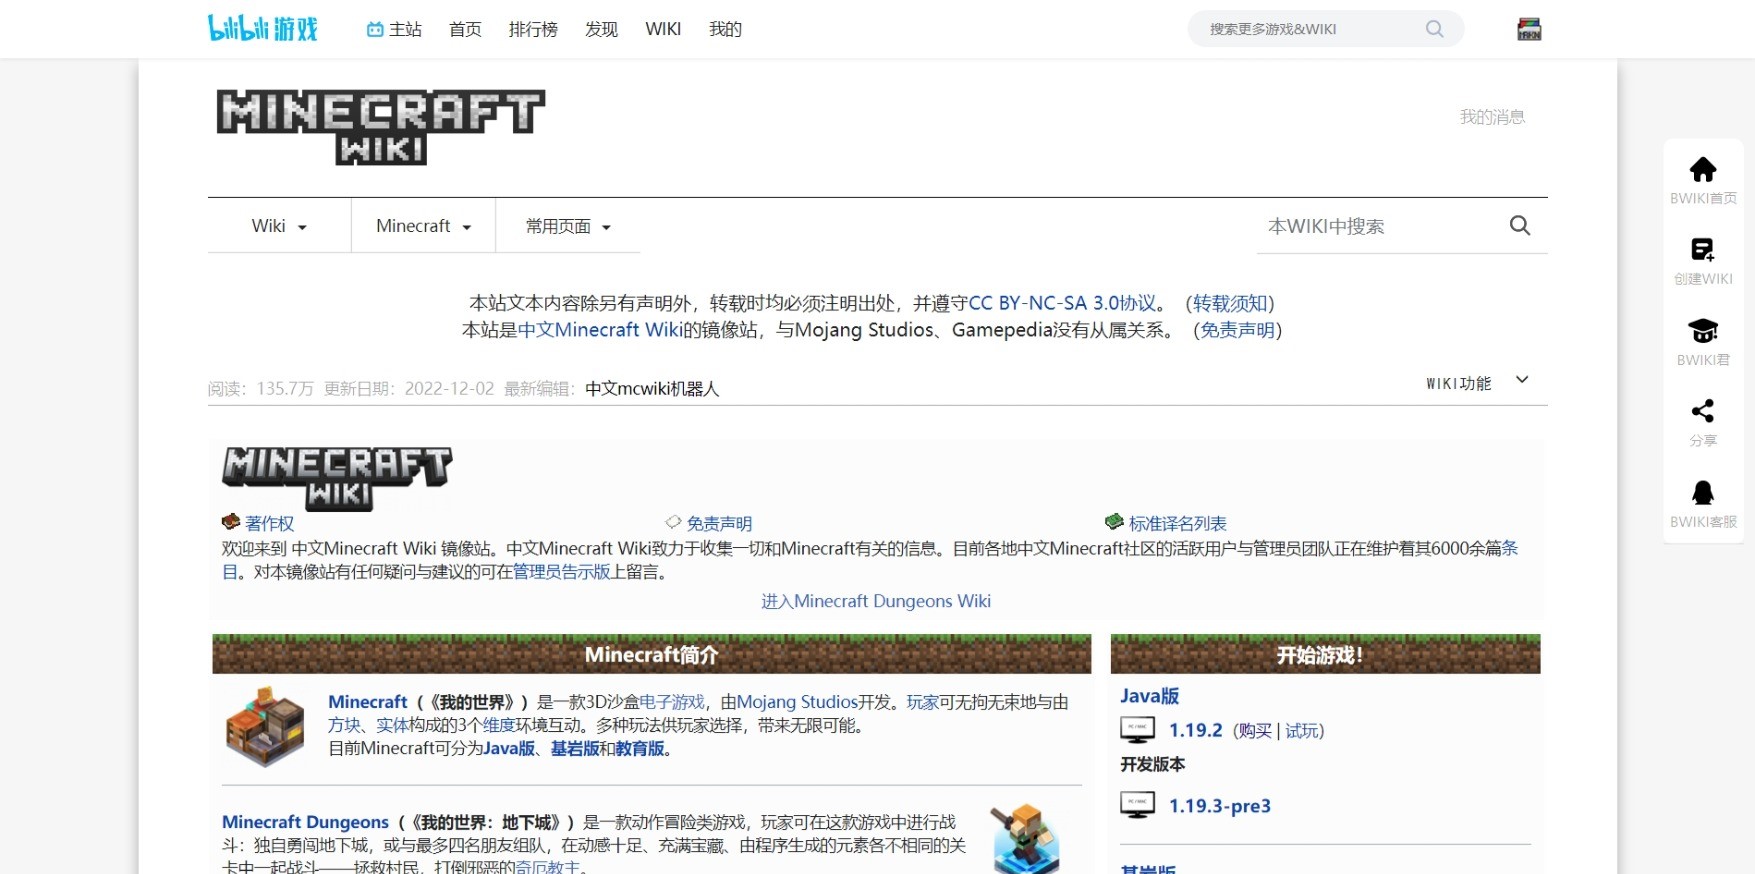 bilibili 游戏 主站 首页 排行榜 发现 WIKI 我的 搜索更多游戏&WIKI
MINECRAFT
WIKI
我的消息
Wiki Minecraft 常用页面 本WIKI中搜索
本站文本内容除另有声明外，转载时均必须注明出处，并遵守CC BY-NC-SA 3.0协议。（转载须知）
本站是中文Minecraft Wiki的镜像站，与Mojang Studios、Gamepedia没有从属关系。（免责声明）
阅读：135.7万 更新日期：2022-12-02 最新编辑：中文mcwiki机器人 WIKI功能
MINECRAFT
WIKI
著作权 免责声明 标准译名列表
欢迎来到 中文Minecraft Wiki 镜像站。中文Minecraft Wiki致力于收集一切和Minecraft有关的信息。目前各地中文Minecraft社区的活跃用户与管理员团队正在维护着其6000余篇条
目。对本镜像站有任何疑问与建议的可在管理员告示版上留言。
进入Minecraft Dungeons Wiki
Minecraft简介
Minecraft（《我的世界》）是一款3D沙盒电子游戏，由Mojang Studios开发。玩家可无拘无束地与由
方块、实体构成的3个维度环境互动。多种玩法供玩家选择，带来无限可能。
目前Minecraft可分为Java版、基岩版和教育版。
Minecraft Dungeons（《我的世界：地下城》）是一款动作冒险类游戏，玩家可在这款游戏中进行战
斗：独自勇闯地下城，或与最多四名朋友组队，在动感十足、充满宝藏、由程序生成的元素各不相同的关
卡中一起战斗——拯救村民，打倒邪恶的奇厄教主。
开始游戏！
Java版
1.19.2（购买 | 试玩）
开发版本
1.19.3-pre3
基岩版
BWIKI首页
创建WIKI
BWIKI君
分享
BWIKI客服